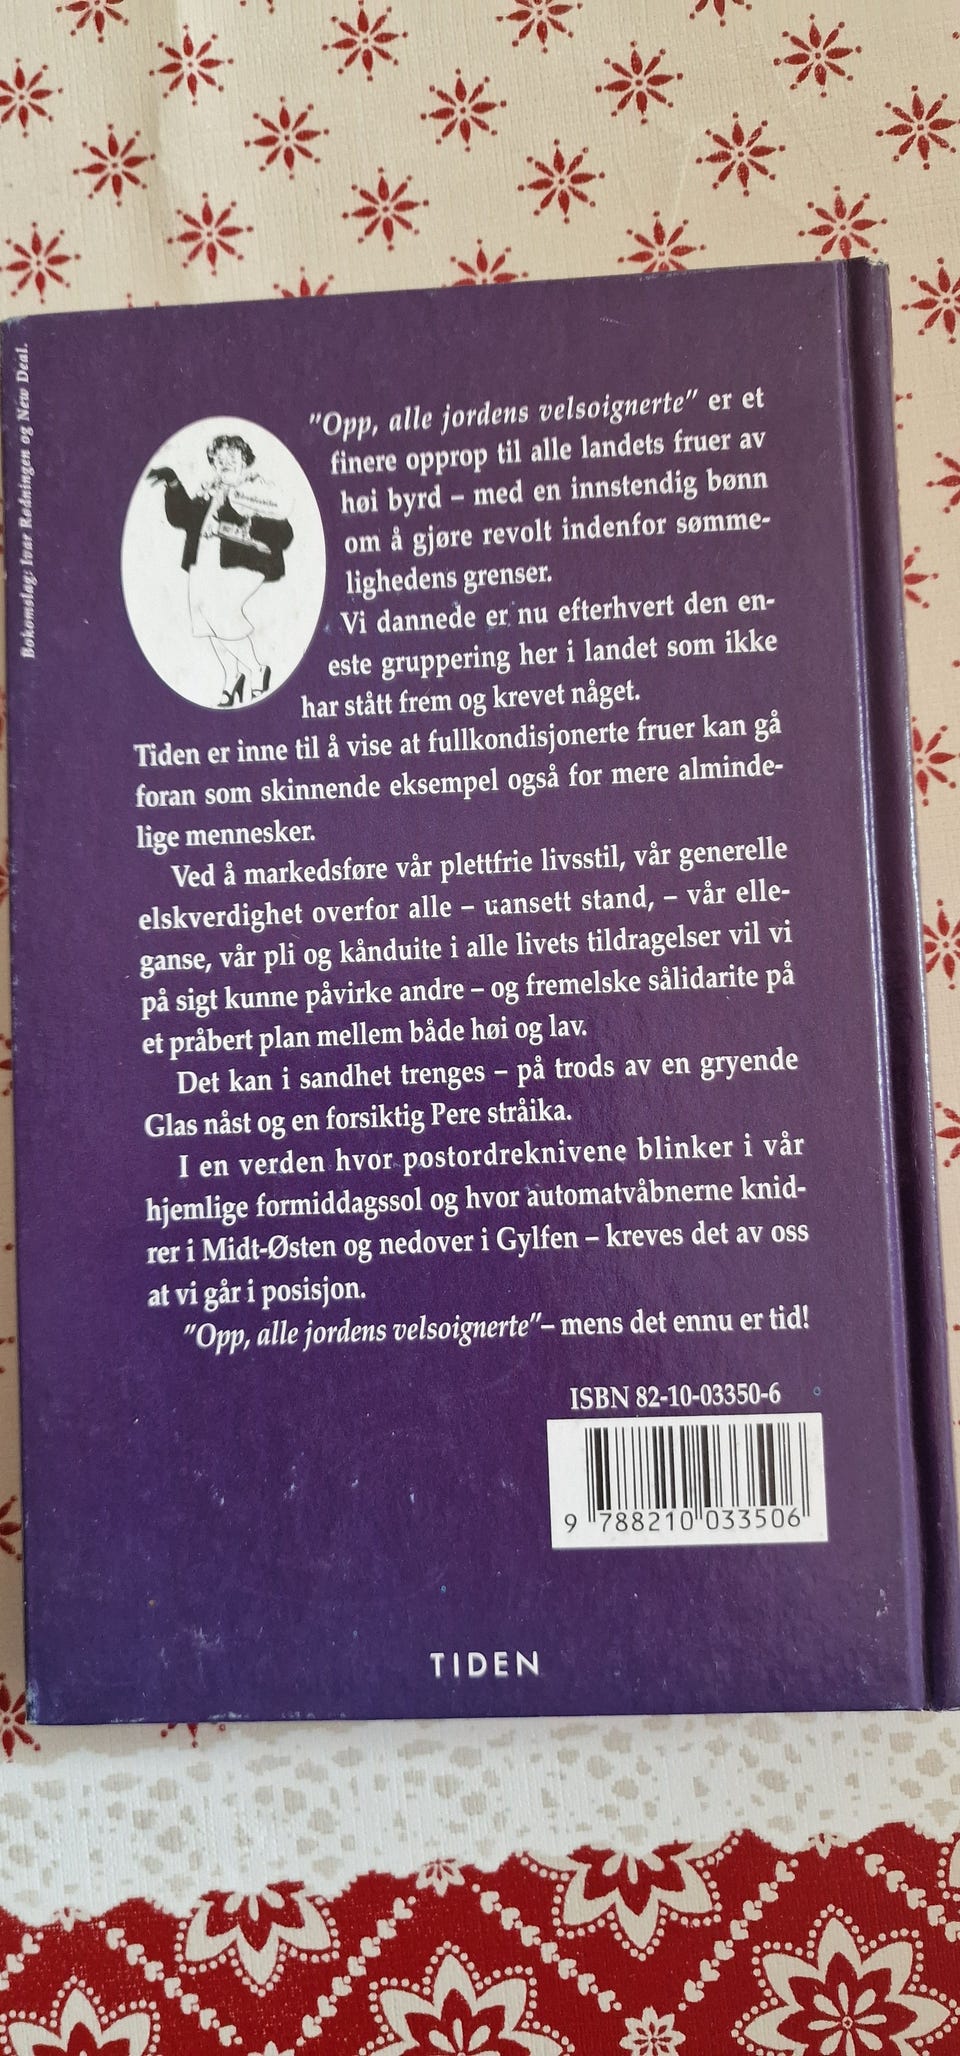 Bokomslag: Ivar Rødningen og New Deal.
"Opp, alle jordens velsoignerte" er et
finere opprop til alle landets fruer av
høi byrd – med en innstendig bønn
om å gjøre revolt indenfor sømme-
lighedens grenser.
Vi dannede er nu efterhvert den en-
este gruppering her i landet som ikke
har stått frem og krevet någet.
Tiden er inne til å vise at fullkondisjonerte fruer kan gå
foran som skinnende eksempel også for mere alminde-
lige mennesker.
Ved å markedsføre vår plettfrie livsstil, vår generelle
elskverdighet overfor alle – uansett stand, – vår elle-
ganse, vår pli og kånduite i alle livets tildragelser vil vi
på sigt kunne påvirke andre – og fremelske sålidarite på
et pråbert plan mellem både høi og lav.
Det kan i sandhet trenges – på trods av en gryende
Glas nåst og en forsiktig Pere stråika.
I en verden hvor postordreknivene blinker i vår
hjemlige formiddagssol og hvor automatvåbnerne knid-
rer i Midt-Østen og nedover i Gylfen – kreves det av oss
at vi går i posisjon.
"Opp, alle jordens velsoignerte"– mens det ennu er tid!
ISBN 82-10-03350-6
9 788210 033506
TIDEN